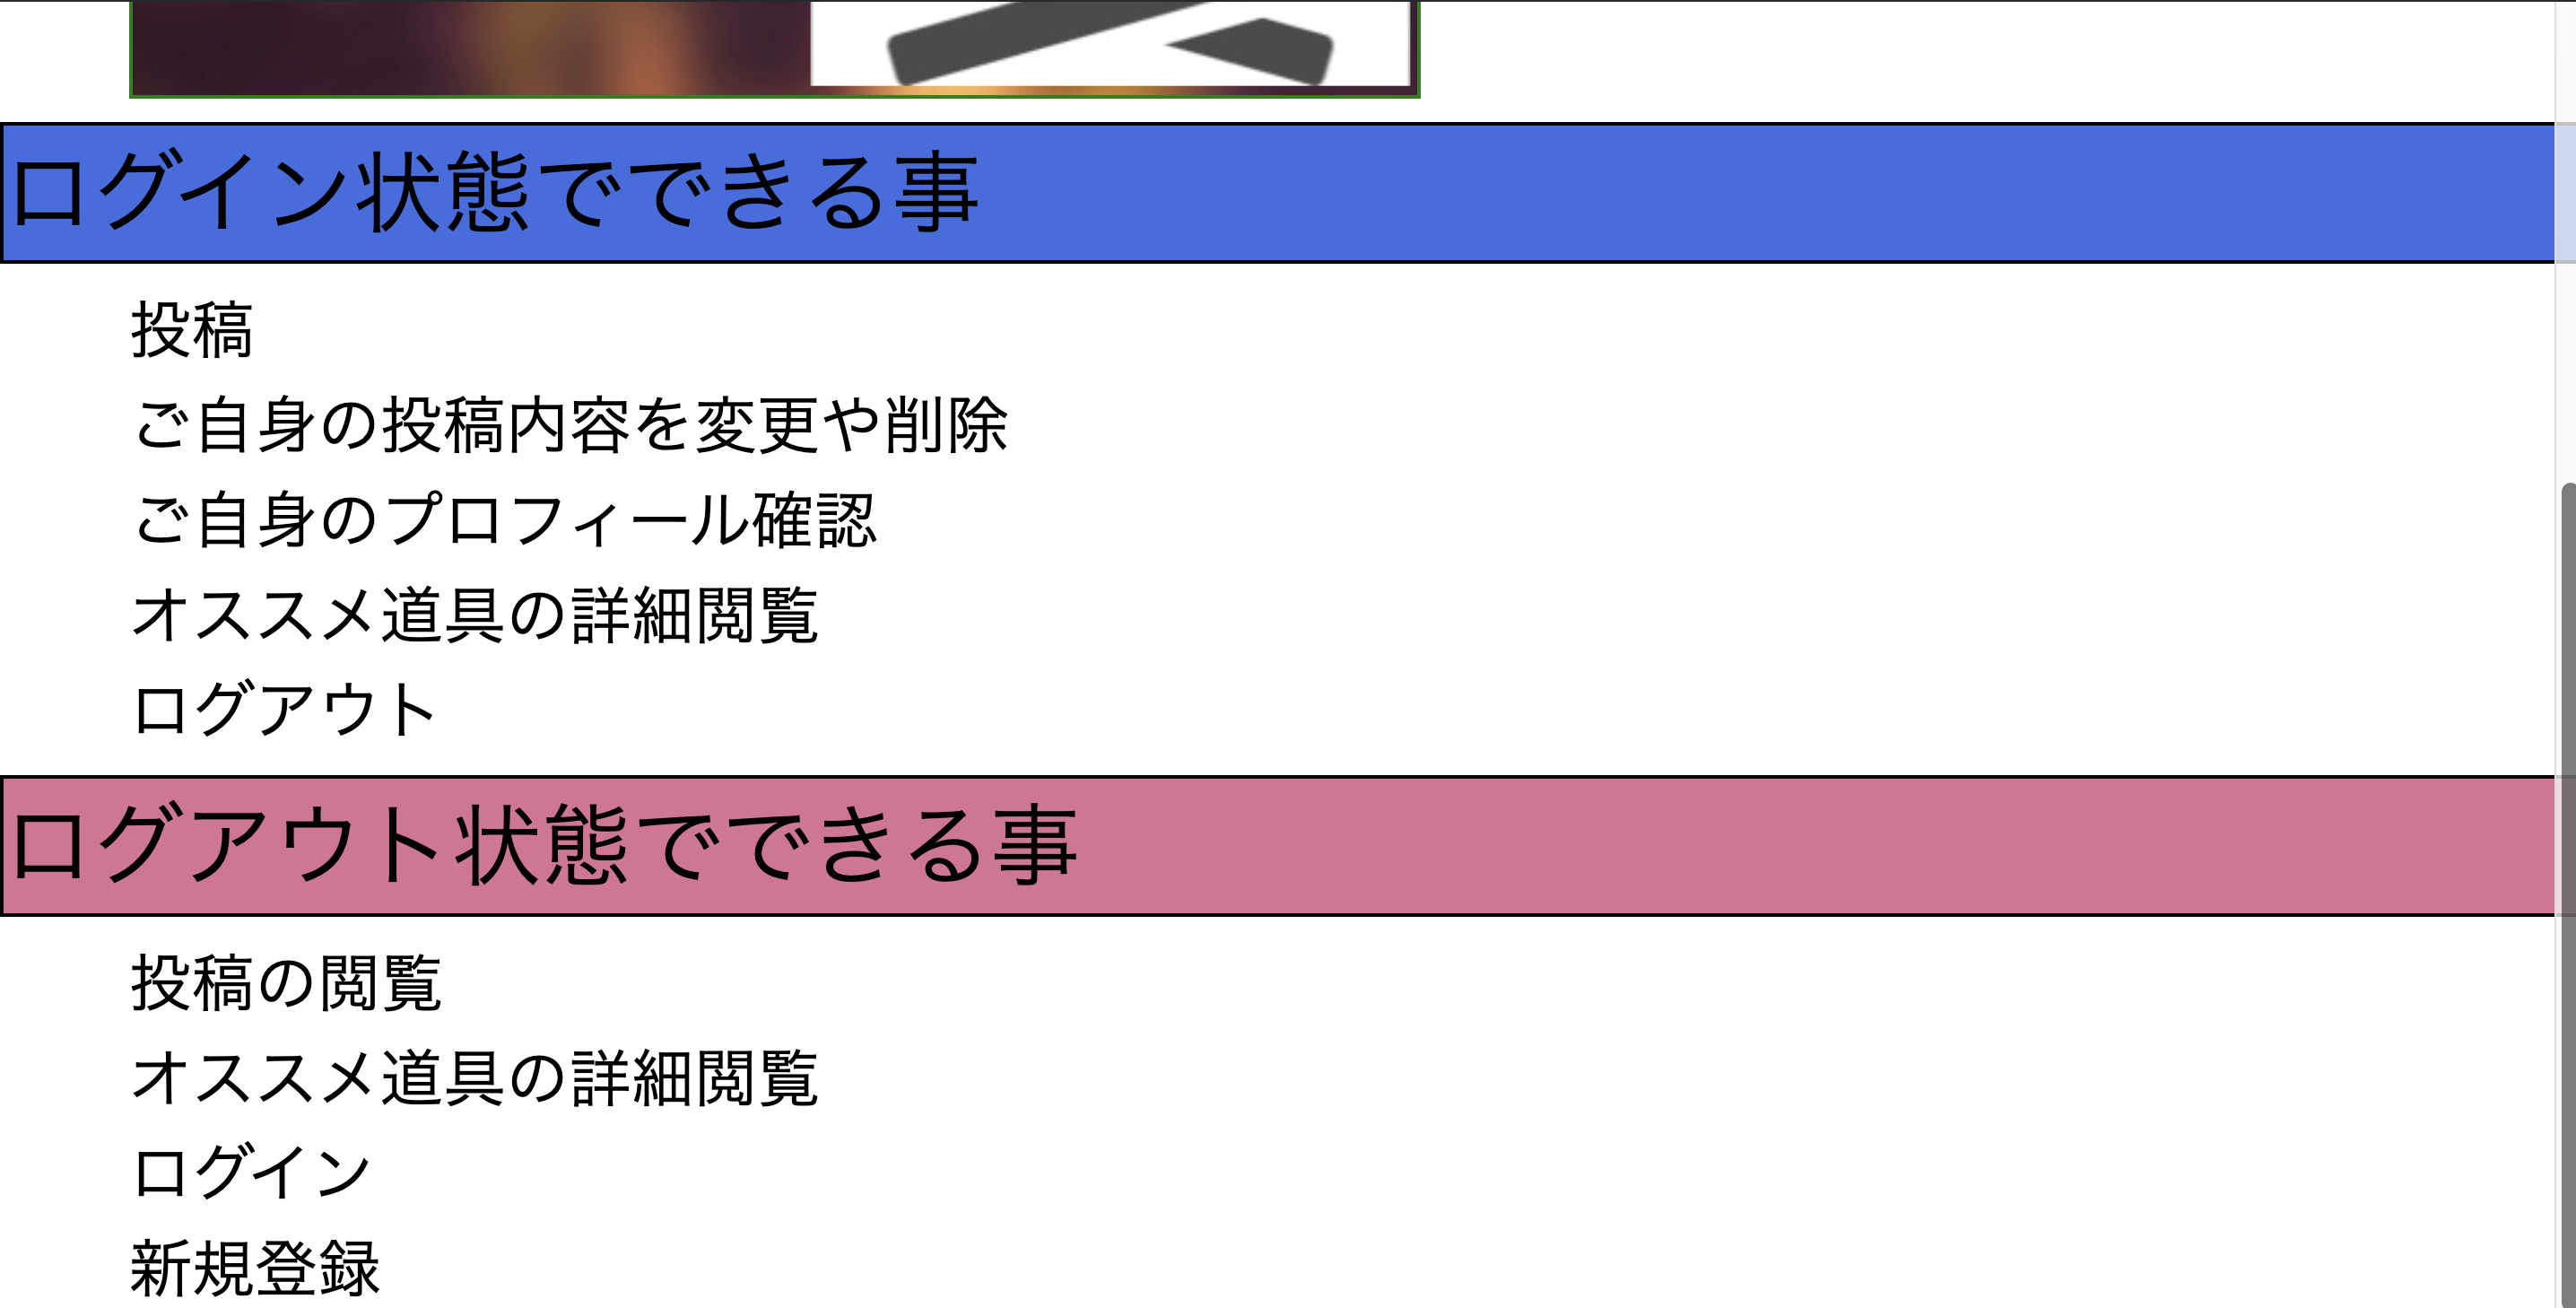 ログイン状態でできる事
投稿
ご自身の投稿内容を変更や削除
ご自身のプロフィール確認
オススメ道具の詳細閲覧
ログアウト
ログアウト状態でできる事
投稿の閲覧
オススメ道具の詳細閲覧
ログイン
新規登録